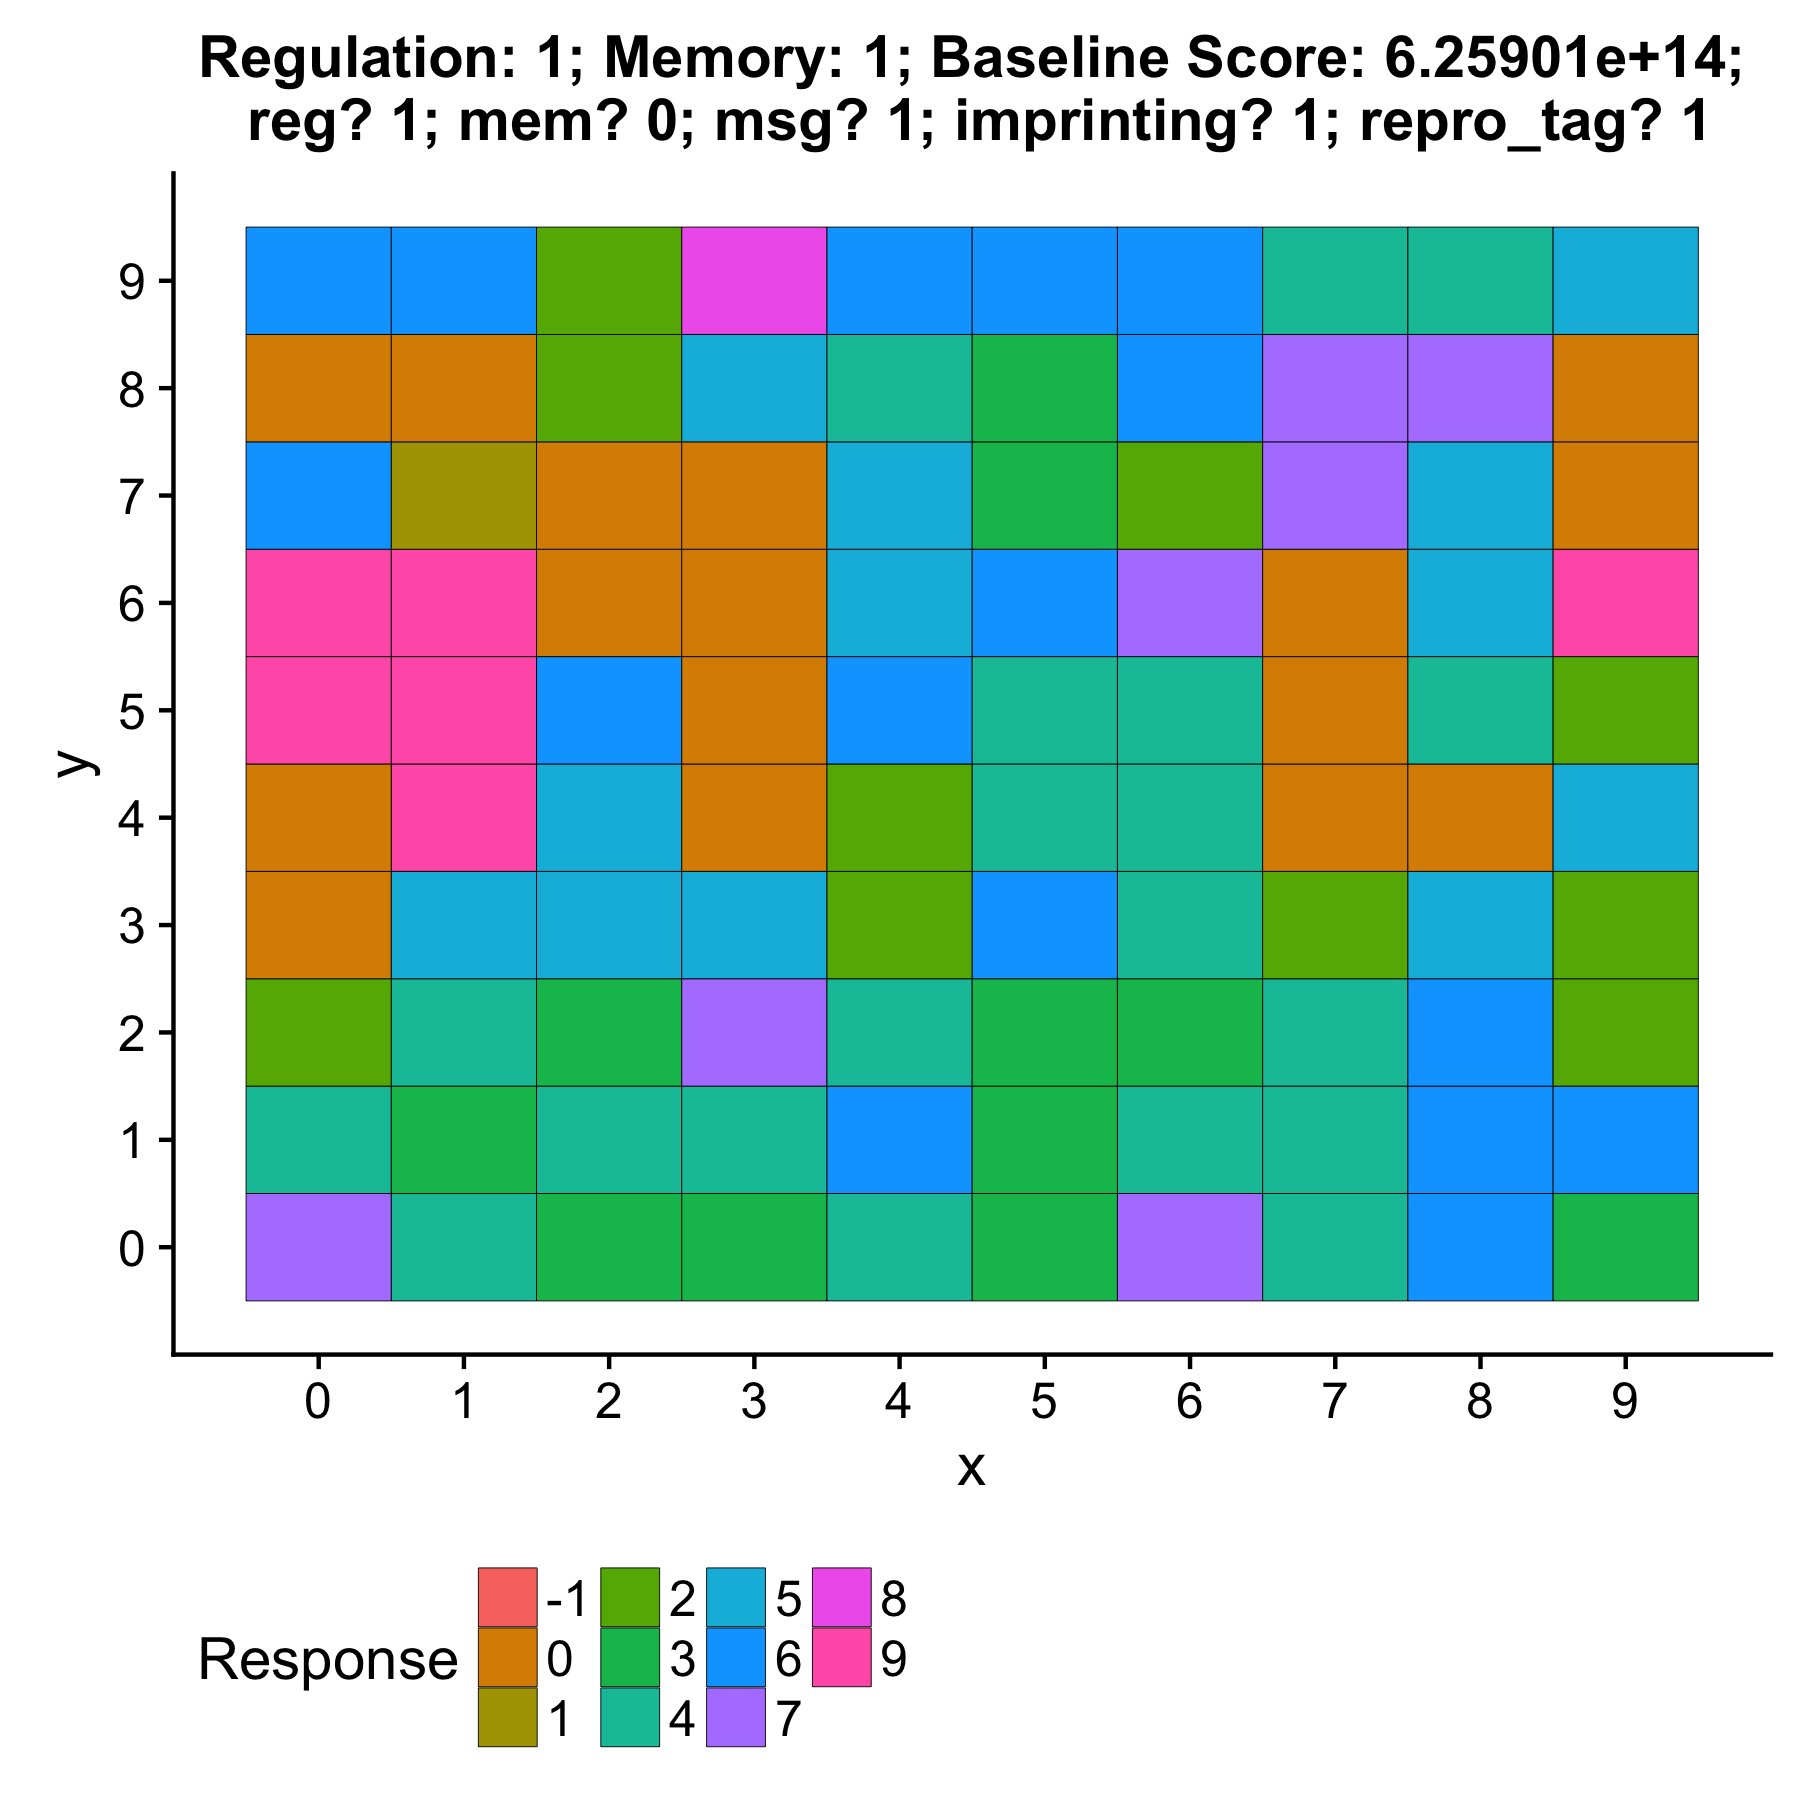 Regulation: 1; Memory: 1; Baseline Score: 6.25901e+14;
reg? 1; mem? 0; msg? 1; imprinting? 1; repro_tag? 1
y
9
8
7
6
5
4
3
2
1
0
0 1 2 3 4 5 6 7 8 9
x
Response
-1 2 5 8
0 3 6 9
1 4 7